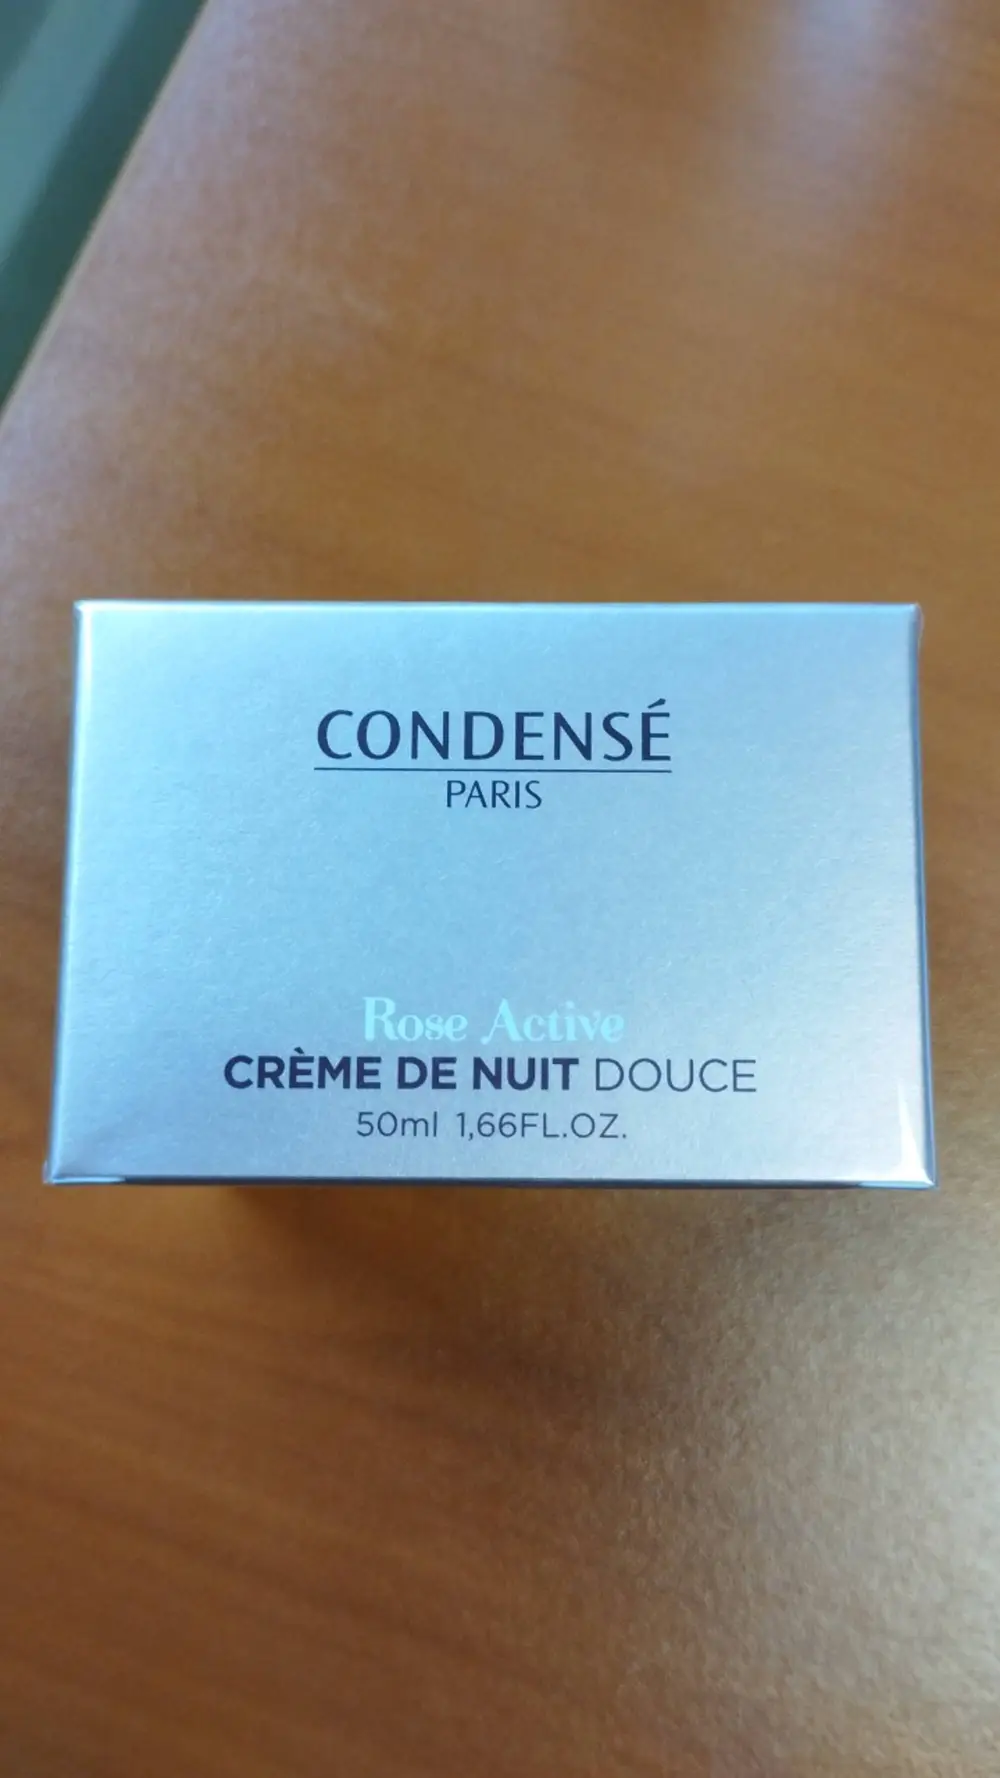 CONDENSÉ
PARIS
Rose Active
CRÈME DE NUIT DOUCE
50ml 1,66FL.OZ.